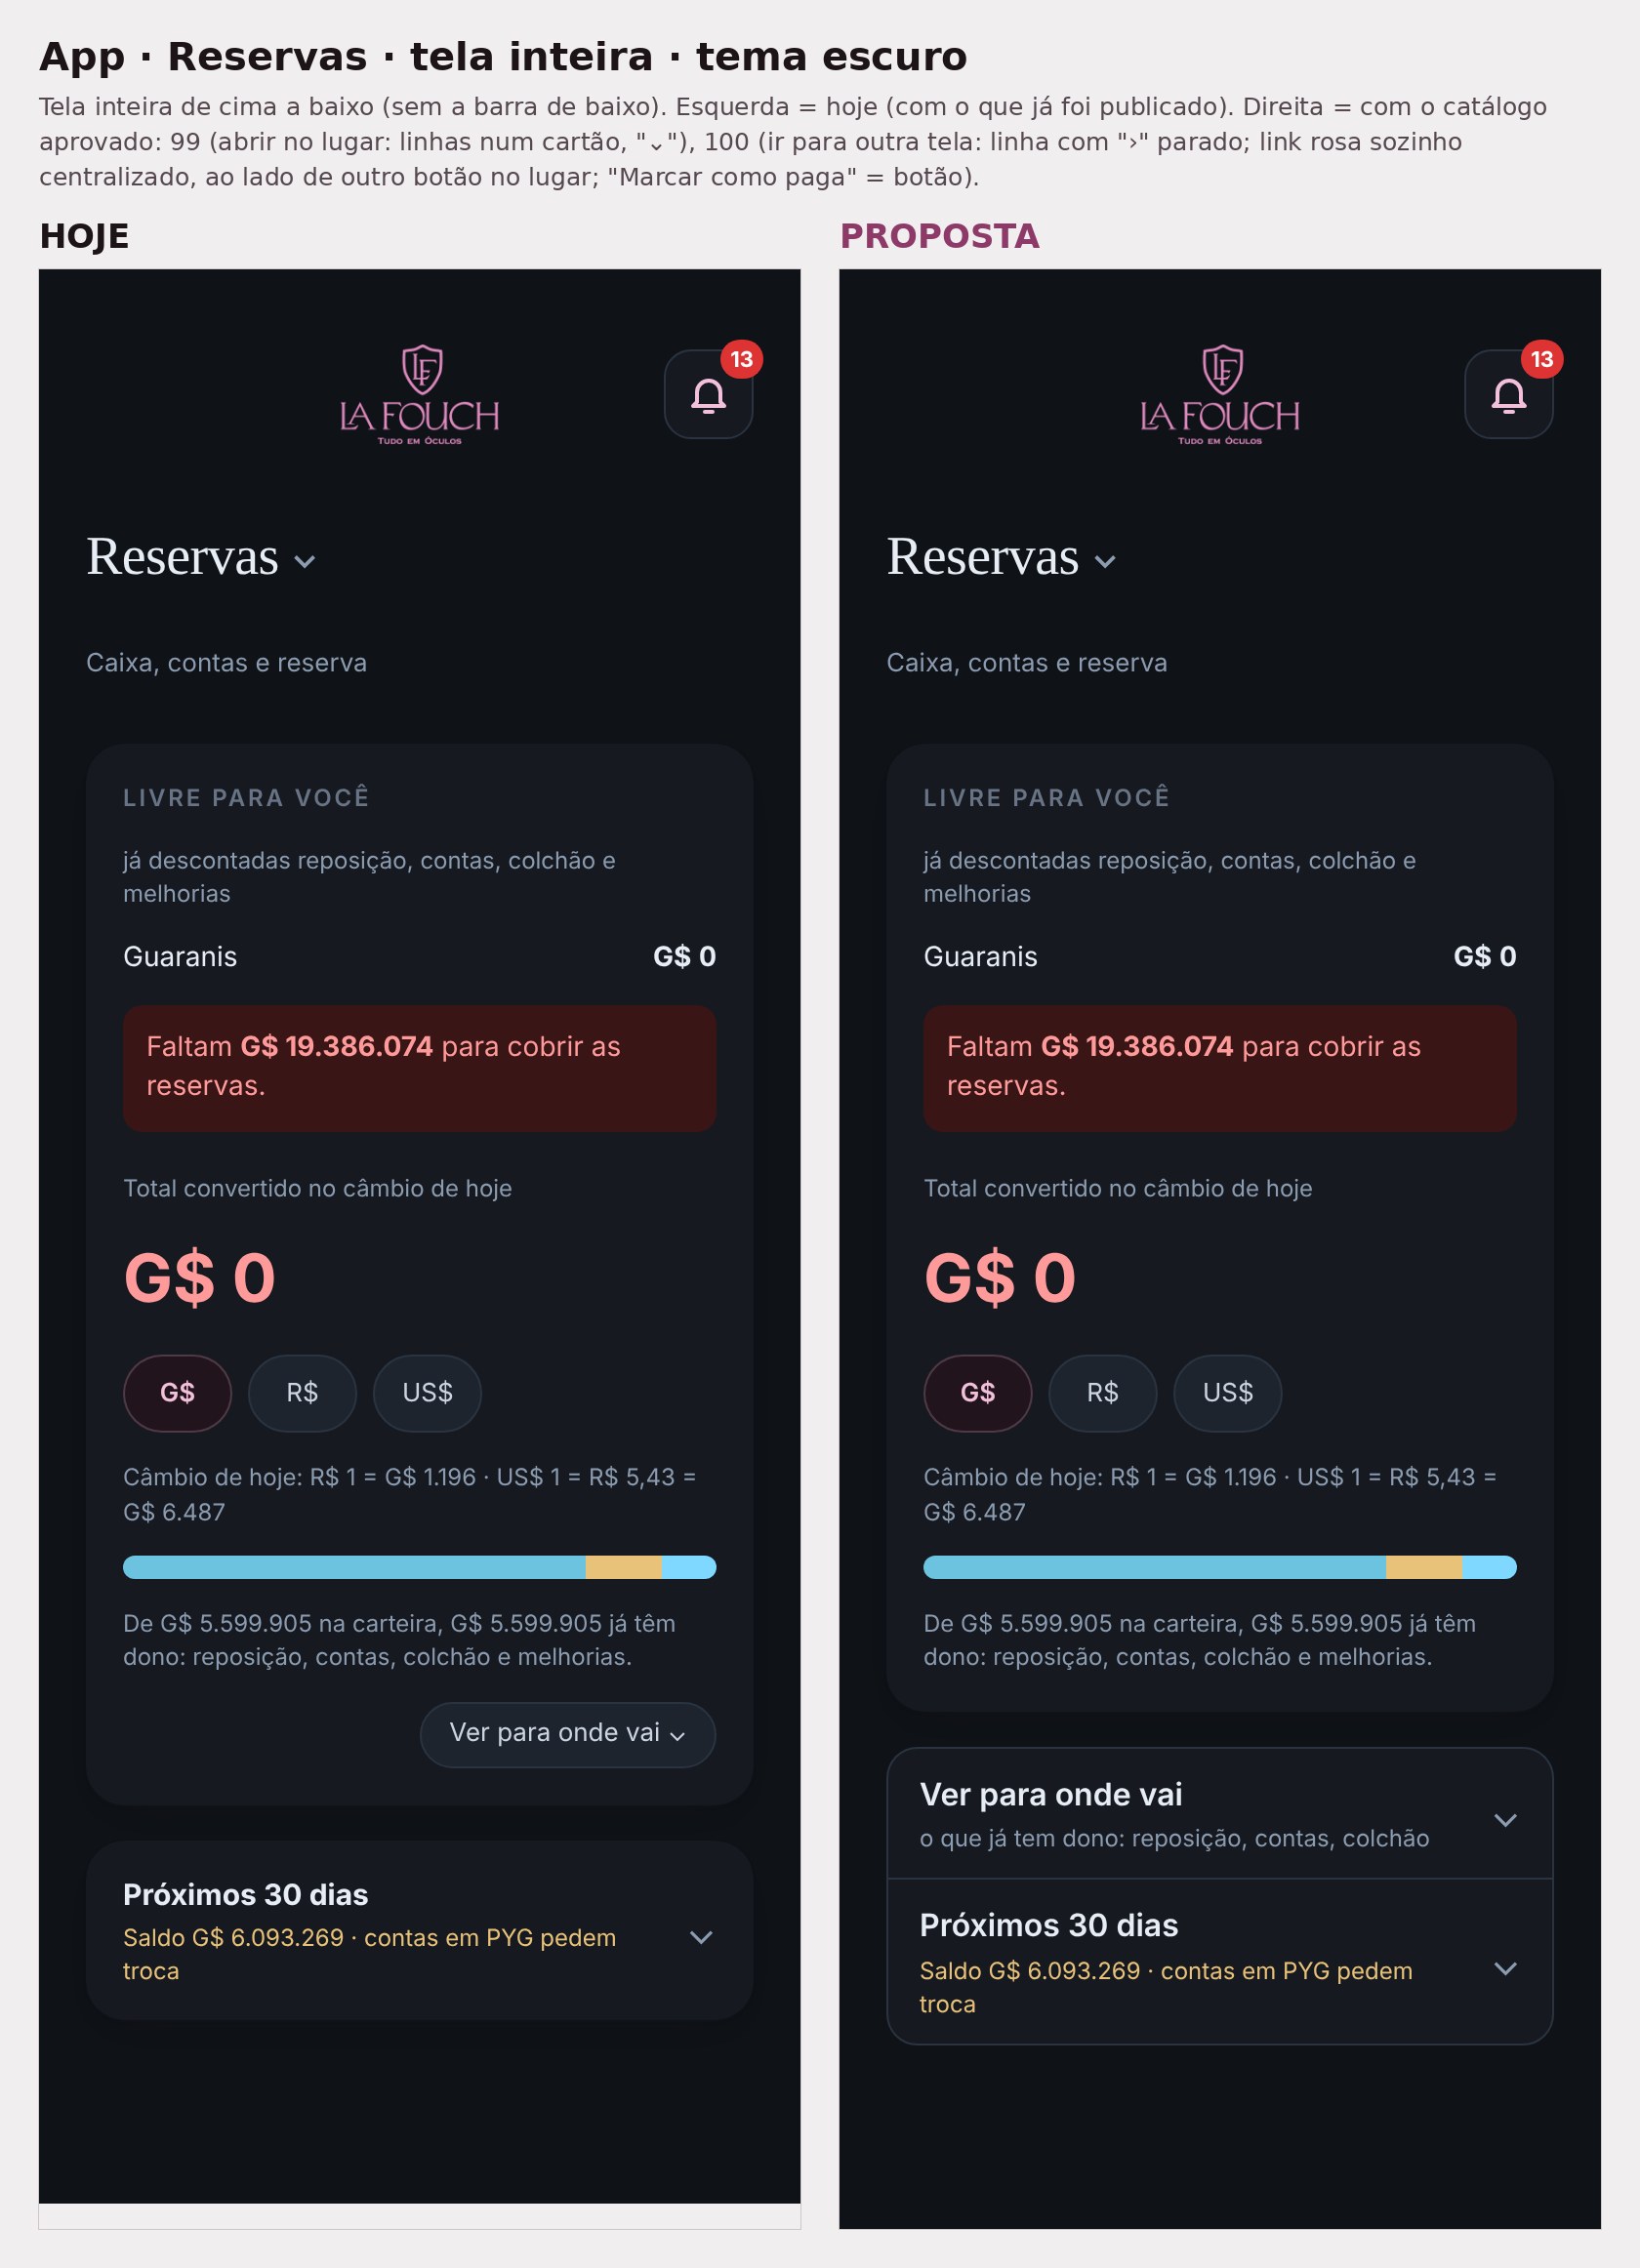 App · Reservas · tela inteira · tema escuro
Tela inteira de cima a baixo (sem a barra de baixo). Esquerda = hoje (com o que já foi publicado). Direita = com o catálogo
aprovado: 99 (abrir no lugar: linhas num cartão, "⌄"), 100 (ir para outra tela: linha com "›" parado; link rosa sozinho
centralizado, ao lado de outro botão no lugar; "Marcar como paga" = botão).
HOJE
LF
LA FOUCH
TUDO EM ÓCULOS
13
Reservas
Caixa, contas e reserva
LIVRE PARA VOCÊ
já descontadas reposição, contas, colchão e
melhorias
Guaranis G$ 0
Faltam G$ 19.386.074 para cobrir as
reservas.
Total convertido no câmbio de hoje
G$ 0
G$ R$ US$
Câmbio de hoje: R$ 1 = G$ 1.196 · US$ 1 = R$ 5,43 =
G$ 6.487
De G$ 5.599.905 na carteira, G$ 5.599.905 já têm
dono: reposição, contas, colchão e melhorias.
Ver para onde vai ⌄
Próximos 30 dias
Saldo G$ 6.093.269 · contas em PYG pedem
troca
PROPOSTA
LF
LA FOUCH
TUDO EM ÓCULOS
13
Reservas
Caixa, contas e reserva
LIVRE PARA VOCÊ
já descontadas reposição, contas, colchão e
melhorias
Guaranis G$ 0
Faltam G$ 19.386.074 para cobrir as
reservas.
Total convertido no câmbio de hoje
G$ 0
G$ R$ US$
Câmbio de hoje: R$ 1 = G$ 1.196 · US$ 1 = R$ 5,43 =
G$ 6.487
De G$ 5.599.905 na carteira, G$ 5.599.905 já têm
dono: reposição, contas, colchão e melhorias.
Ver para onde vai
o que já tem dono: reposição, contas, colchão
Próximos 30 dias
Saldo G$ 6.093.269 · contas em PYG pedem
troca